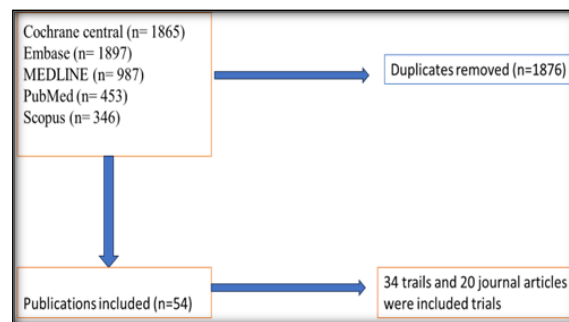 Cochrane central (n= 1865)
Embase (n= 1897)
MEDLINE (n= 987)
PubMed (n= 453)
Scopus (n= 346)
Duplicates removed (n=1876)
Publications included (n=54)
34 trails and 20 journal articles
were included trials